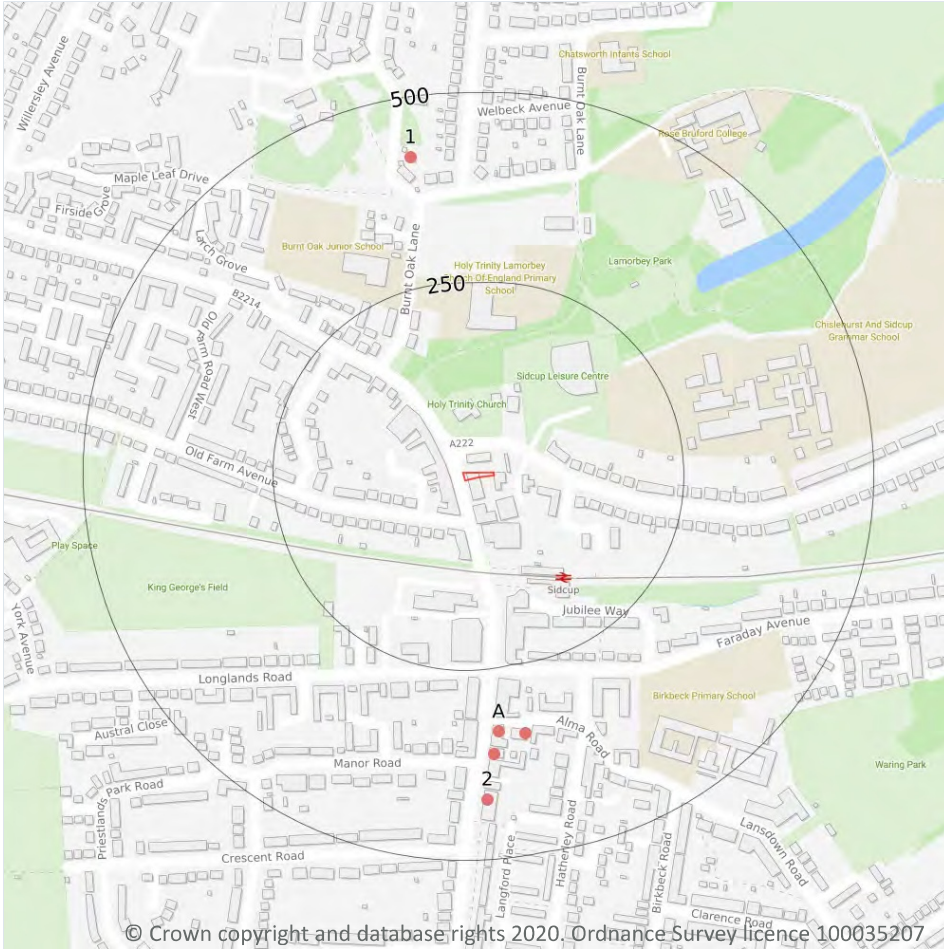 Chatsworth Infants School
Willersley Avenue
500
Welbeck Avenue
Burnt Oak Lane
1
Rose Bruford College
Maple Leaf Drive
Firside Grove
Larch Grove
Burnt Oak Junior School
Burnt Oak Lane
Holy Trinity Lamorbey
Church Of England Primary
School
Lamorbey Park
250
B2214
Old Farm Road West
Chislehurst And Sidcup
Grammar School
Sidcup Leisure Centre
Holy Trinity Church
A222
Old Farm Avenue
Play Space
King George's Field
Sidcup
Jubilee Way
York Avenue
Faraday Avenue
Longlands Road
Birkbeck Primary School
A
Austral Close
Alma Road
Manor Road
Waring Park
2
Park Road
Priestlands
Crescent Road
Langford Place
Hatherley Road
Birkbeck Road
Lansdown Road
Clarence Road
© Crown copyright and database rights 2020. Ordnance Survey licence 100035207